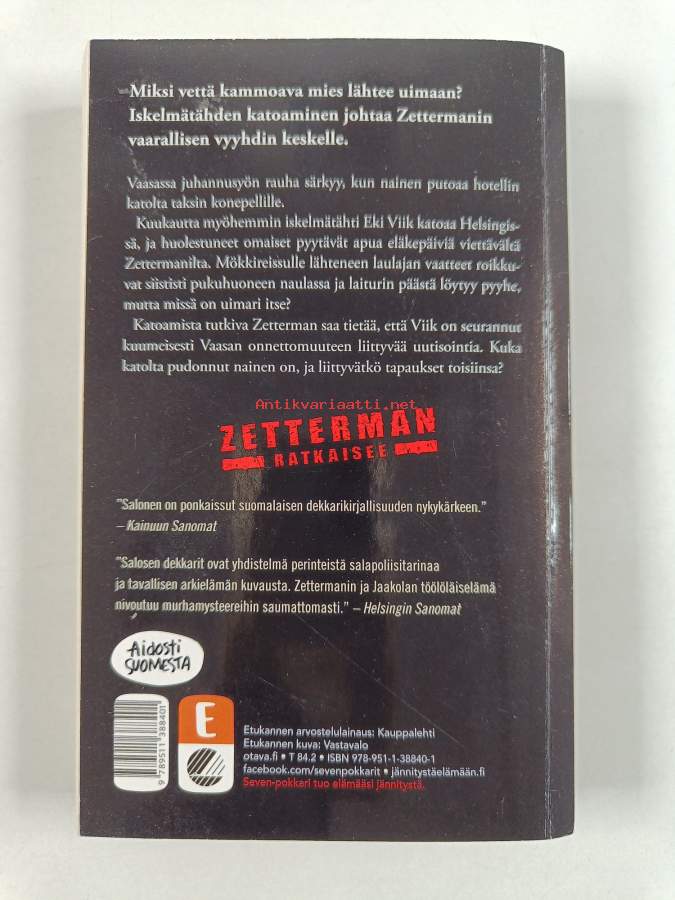 Miksi vettä kammoava mies lähtee uimaan?
Iskelmätähden katoaminen johtaa Zettermanin
vaarallisen vyyhdin keskelle.
Vaasassa juhannusyön rauha särkyy, kun nainen putoaa hotellin
katolta taksin konepellille.
Kuukautta myöhemmin iskelmätähti Eki Viik katoaa Helsingis-
sä, ja huolestuneet omaiset pyytävät apua eläkepäiviä viettävältä
Zettermanilta. Mökkireissulle lähteneen laulajan vaatteet roikku-
vat siististi pukuhuoneen naulassa ja laiturin päästä löytyy pyyhe,
mutta missä on uimari itse?
Katoamista tutkiva Zetterman saa tietää, että Viik on seurannut
kuumeisesti Vaasan onnettomuuteen liittyvää uutisointia. Kuka
katolta pudonnut nainen on, ja liittyvätkö tapaukset toisiinsa?
Antikvariaatti.net
ZETTERMAN
RATKAISEE
"Salonen on ponkaissut suomalaisen dekkarikirjallisuuden nykykärkeen."
– Kainuun Sanomat
"Salosen dekkarit ovat yhdistelmä perinteistä salapoliisitarinaa
ja tavallisen arkielämän kuvausta. Zettermanin ja Jaakolan töölöläiselämä
nivoutuu murhamysteereihin saumattomasti." – Helsingin Sanomat
Aidosti
SUOMESTA
9 789511 388401
E
Etukannen arvostelulainaus: Kauppalehti
Etukannen kuva: Vastavalo
otava.fi • T 84.2 • ISBN 978-951-1-38840-1
facebook.com/sevenpokkarit • jännitystäelämään.fi
Seven-pokkari tuo elämääsi jännitystä.